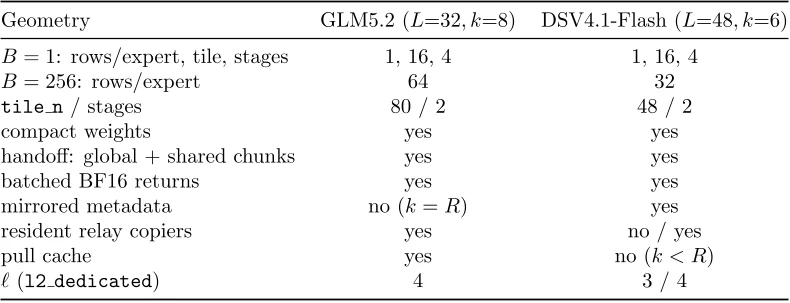 Geometry GLM5.2 (L=32, k=8) DSV4.1-Flash (L=48, k=6)
B = 1: rows/expert, tile, stages 1, 16, 4 1, 16, 4
B = 256: rows/expert 64 32
tile_n / stages 80 / 2 48 / 2
compact weights yes yes
handoff: global + shared chunks yes yes
batched BF16 returns yes yes
mirrored metadata no (k = R) yes
resident relay copiers yes no / yes
pull cache yes no (k < R)
ℓ (l2_dedicated) 4 3 / 4